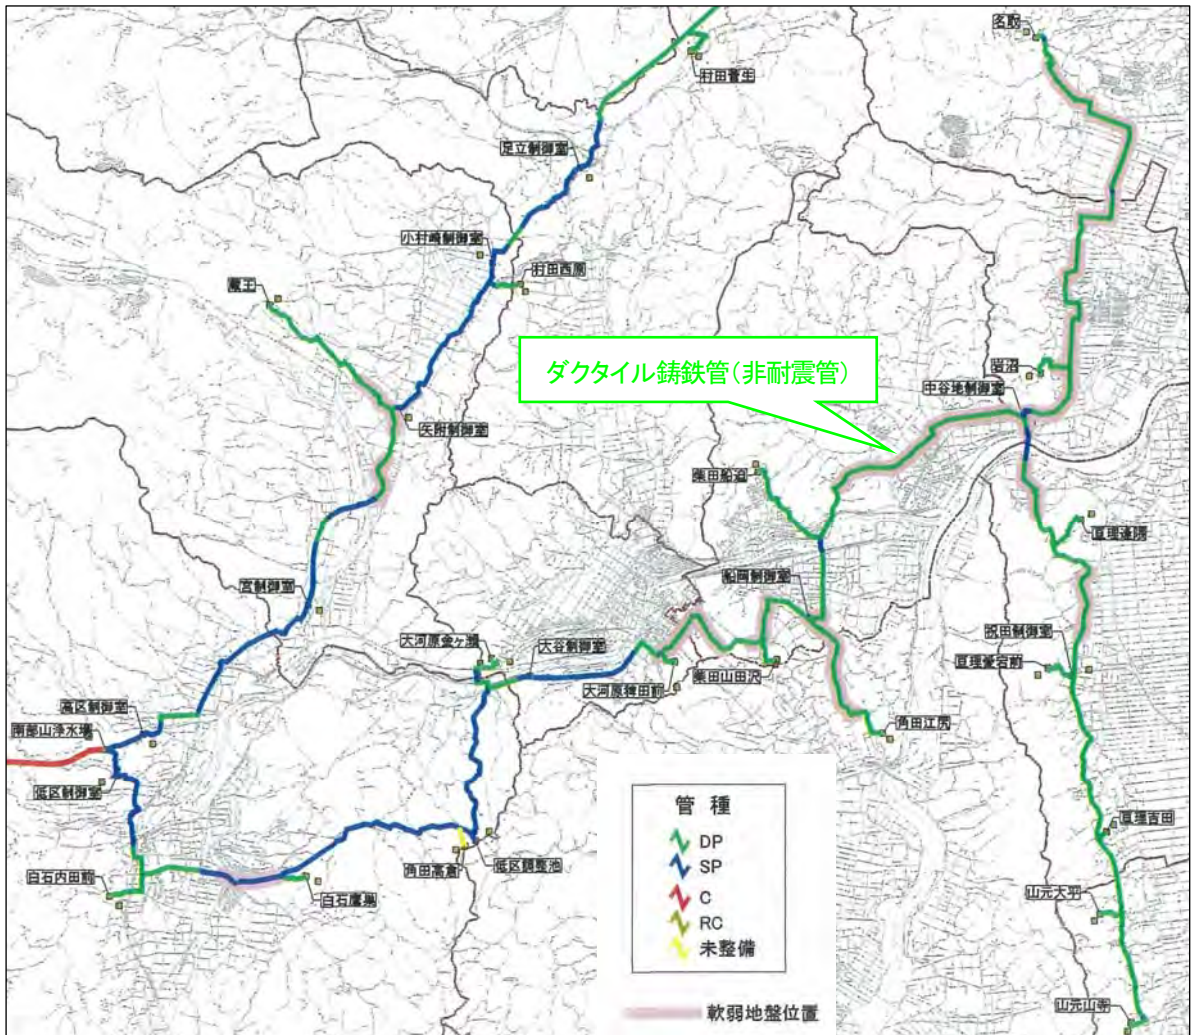 名取
村田菅生
足立制御室
小村崎制御室
村田西原
蔵王
ダクタイル鋳鉄管(非耐震管)
岩沼
中谷地制御室
矢附制御室
柴田船迫
亘理逢隈
船岡制御室
宮制御室
祝田制御室
大河原金ヶ瀬
大谷制御室
亘理愛宕前
大河原稗田前
柴田山田沢
高区制御室
角田江尻
南部山浄水場
低区制御室
管 種
DP
SP
C
RC
未整備
亘理吉田
角田高倉
低区調整池
白石内田前
白石鷹巣
山元大平
軟弱地盤位置
山元山寺